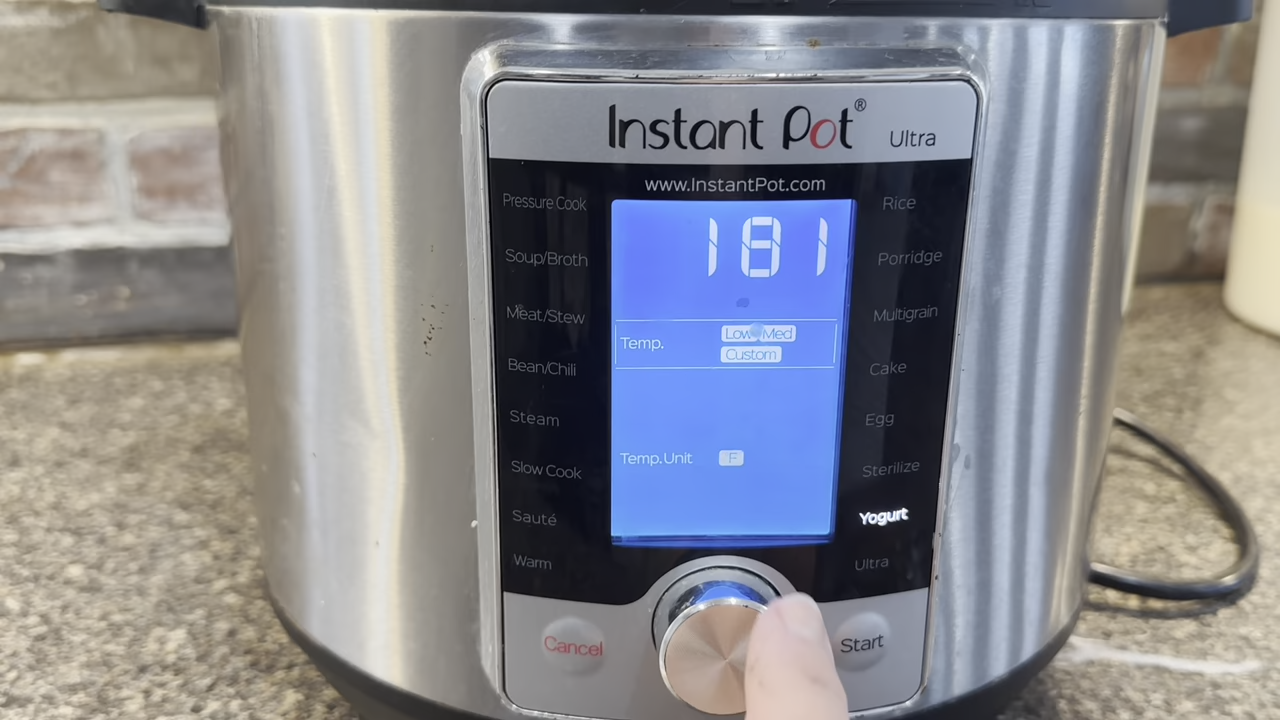 Instant Pot® Ultra
www.InstantPot.com
Pressure Cook
Soup/Broth
Meat/Stew
Bean/Chili
Steam
Slow Cook
Sauté
Warm
181
Temp. Low Med
Custom
Temp.Unit F
Rice
Porridge
Multigrain
Cake
Egg
Sterilize
Yogurt
Ultra
Cancel
Start